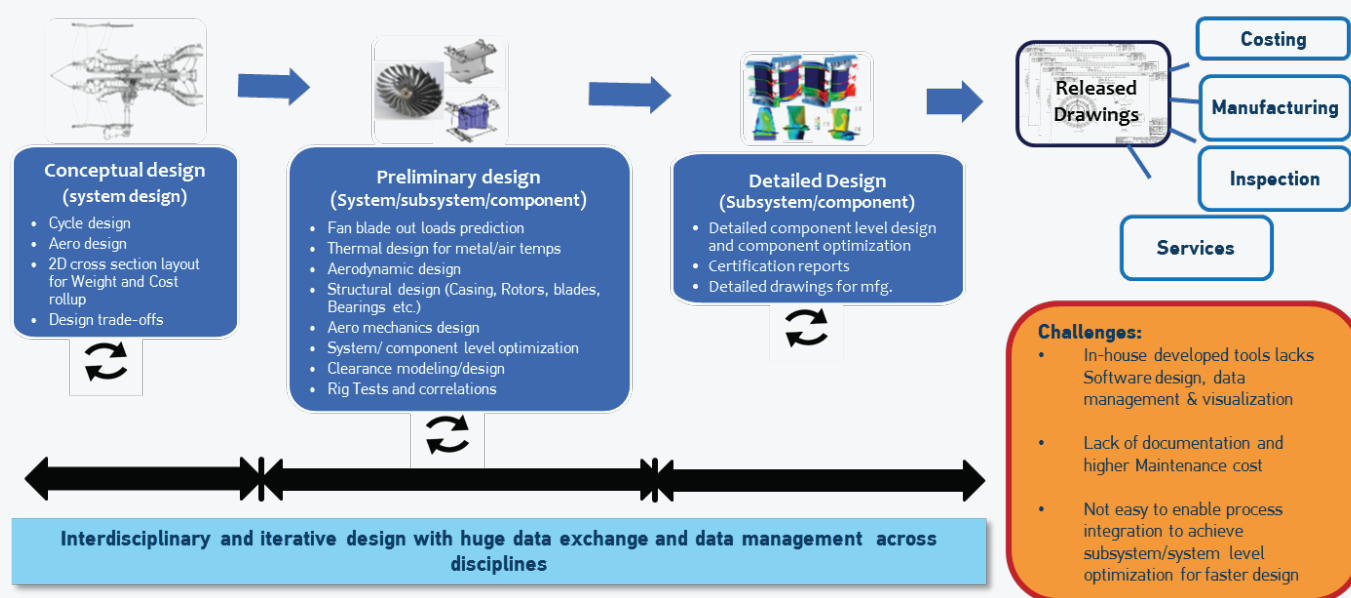 Conceptual design
(system design)
• Cycle design
• Aero design
• 2D cross section layout
for Weight and Cost
rollup
• Design trade-offs
Preliminary design
(System/subsystem/component)
• Fan blade out loads prediction
• Thermal design for metal/air temps
• Aerodynamic design
• Structural design (Casing, Rotors, blades,
Bearings etc.)
• Aero mechanics design
• System/ component level optimization
• Clearance modeling/design
• Rig Tests and correlations
Detailed Design
(Subsystem/component)
• Detailed component level design
and component optimization
• Certification reports
• Detailed drawings for mfg.
Released
Drawings
Costing
Manufacturing
Inspection
Services
Challenges:
• In-house developed tools lacks
Software design, data
management & visualization
• Lack of documentation and
higher Maintenance cost
• Not easy to enable process
integration to achieve
subsystem/system level
optimization for faster design
Interdisciplinary and iterative design with huge data exchange and data management across
disciplines